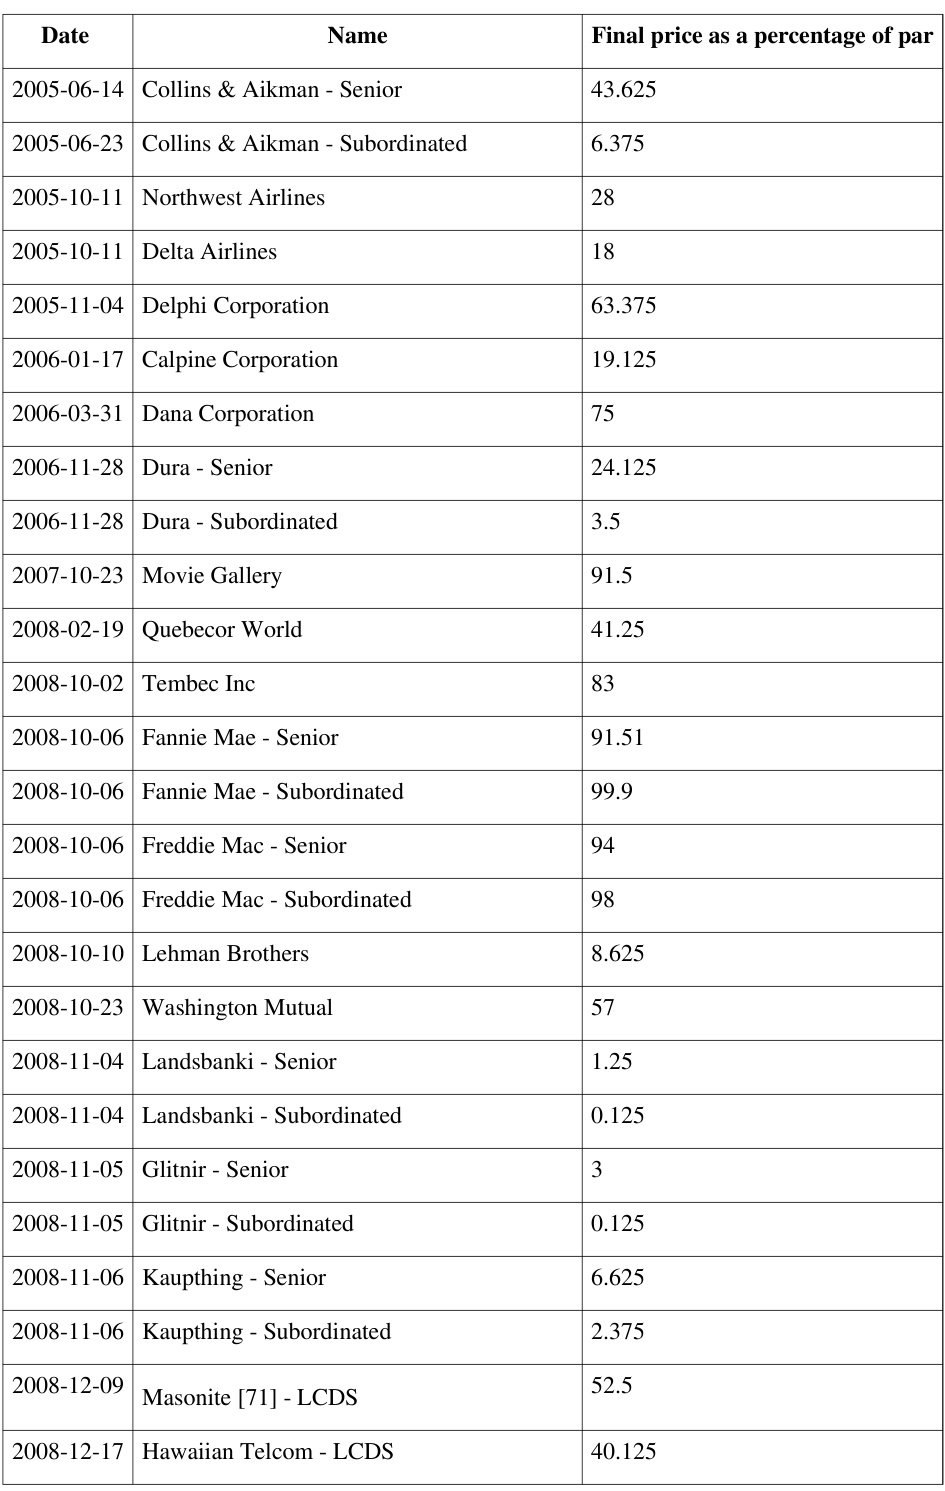 Date Name Final price as a percentage of par
2005-06-14 Collins & Aikman - Senior 43.625
2005-06-23 Collins & Aikman - Subordinated 6.375
2005-10-11 Northwest Airlines 28
2005-10-11 Delta Airlines 18
2005-11-04 Delphi Corporation 63.375
2006-01-17 Calpine Corporation 19.125
2006-03-31 Dana Corporation 75
2006-11-28 Dura - Senior 24.125
2006-11-28 Dura - Subordinated 3.5
2007-10-23 Movie Gallery 91.5
2008-02-19 Quebecor World 41.25
2008-10-02 Tembec Inc 83
2008-10-06 Fannie Mae - Senior 91.51
2008-10-06 Fannie Mae - Subordinated 99.9
2008-10-06 Freddie Mac - Senior 94
2008-10-06 Freddie Mac - Subordinated 98
2008-10-10 Lehman Brothers 8.625
2008-10-23 Washington Mutual 57
2008-11-04 Landsbanki - Senior 1.25
2008-11-04 Landsbanki - Subordinated 0.125
2008-11-05 Glitnir - Senior 3
2008-11-05 Glitnir - Subordinated 0.125
2008-11-06 Kaupthing - Senior 6.625
2008-11-06 Kaupthing - Subordinated 2.375
2008-12-09 Masonite [71] - LCDS 52.5
2008-12-17 Hawaiian Telcom - LCDS 40.125